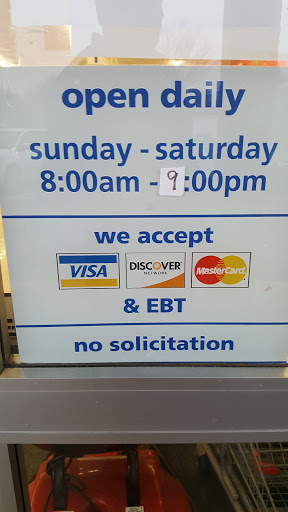 open daily
sunday - saturday
8:00am - 9:00pm
we accept
VISA DISCOVER MasterCard
NETWORK
& EBT
no solicitation